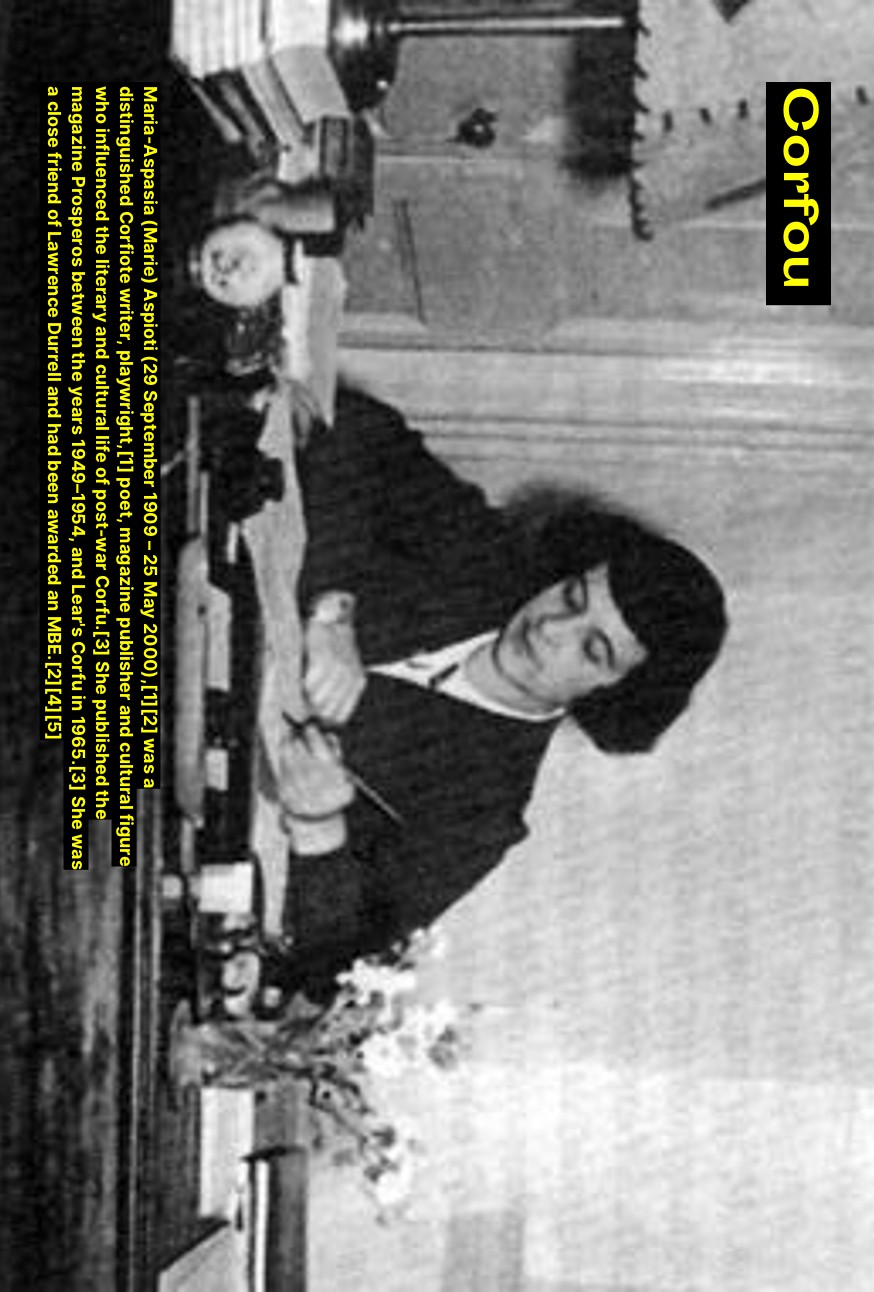 Corfou
Maria-Aspasia (Marie) Aspioti (29 September 1909 – 25 May 2000),[1][2] was a
distinguished Corfiote writer, playwright,[1] poet, magazine publisher and cultural figure
who influenced the literary and cultural life of post-war Corfu.[3] She published the
magazine Prosperos between the years 1949–1954, and Lear's Corfu in 1965.[3] She was
a close friend of Lawrence Durrell and had been awarded an MBE.[2][4][5]